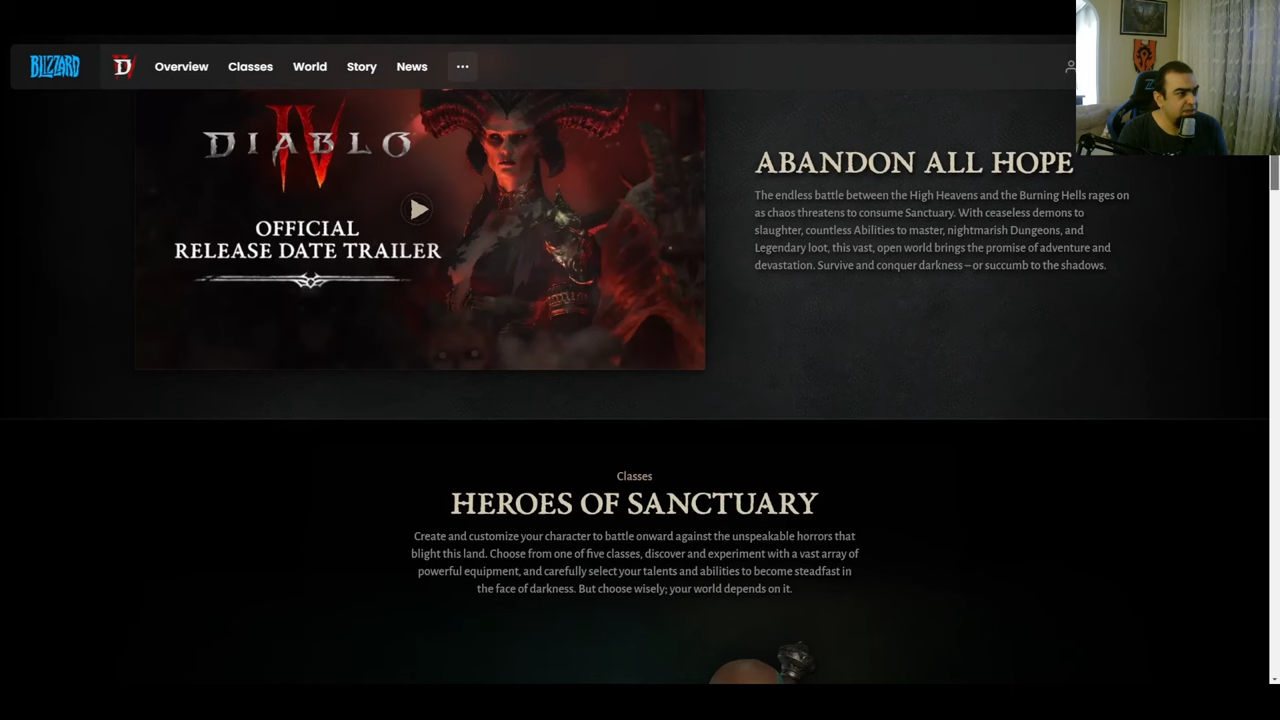 BLIZZARD
D
Overview
Classes
World
Story
News
DIABLO
IV
OFFICIAL
RELEASE DATE TRAILER
ABANDON ALL HOPE
The endless battle between the High Heavens and the Burning Hells rages on
as chaos threatens to consume Sanctuary. With ceaseless demons to
slaughter, countless Abilities to master, nightmarish Dungeons, and
Legendary loot, this vast, open world brings the promise of adventure and
devastation. Survive and conquer darkness – or succumb to the shadows.
Classes
HEROES OF SANCTUARY
Create and customize your character to battle onward against the unspeakable horrors that
blight this land. Choose from one of five classes, discover and experiment with a vast array of
powerful equipment, and carefully select your talents and abilities to become steadfast in
the face of darkness. But choose wisely; your world depends on it.